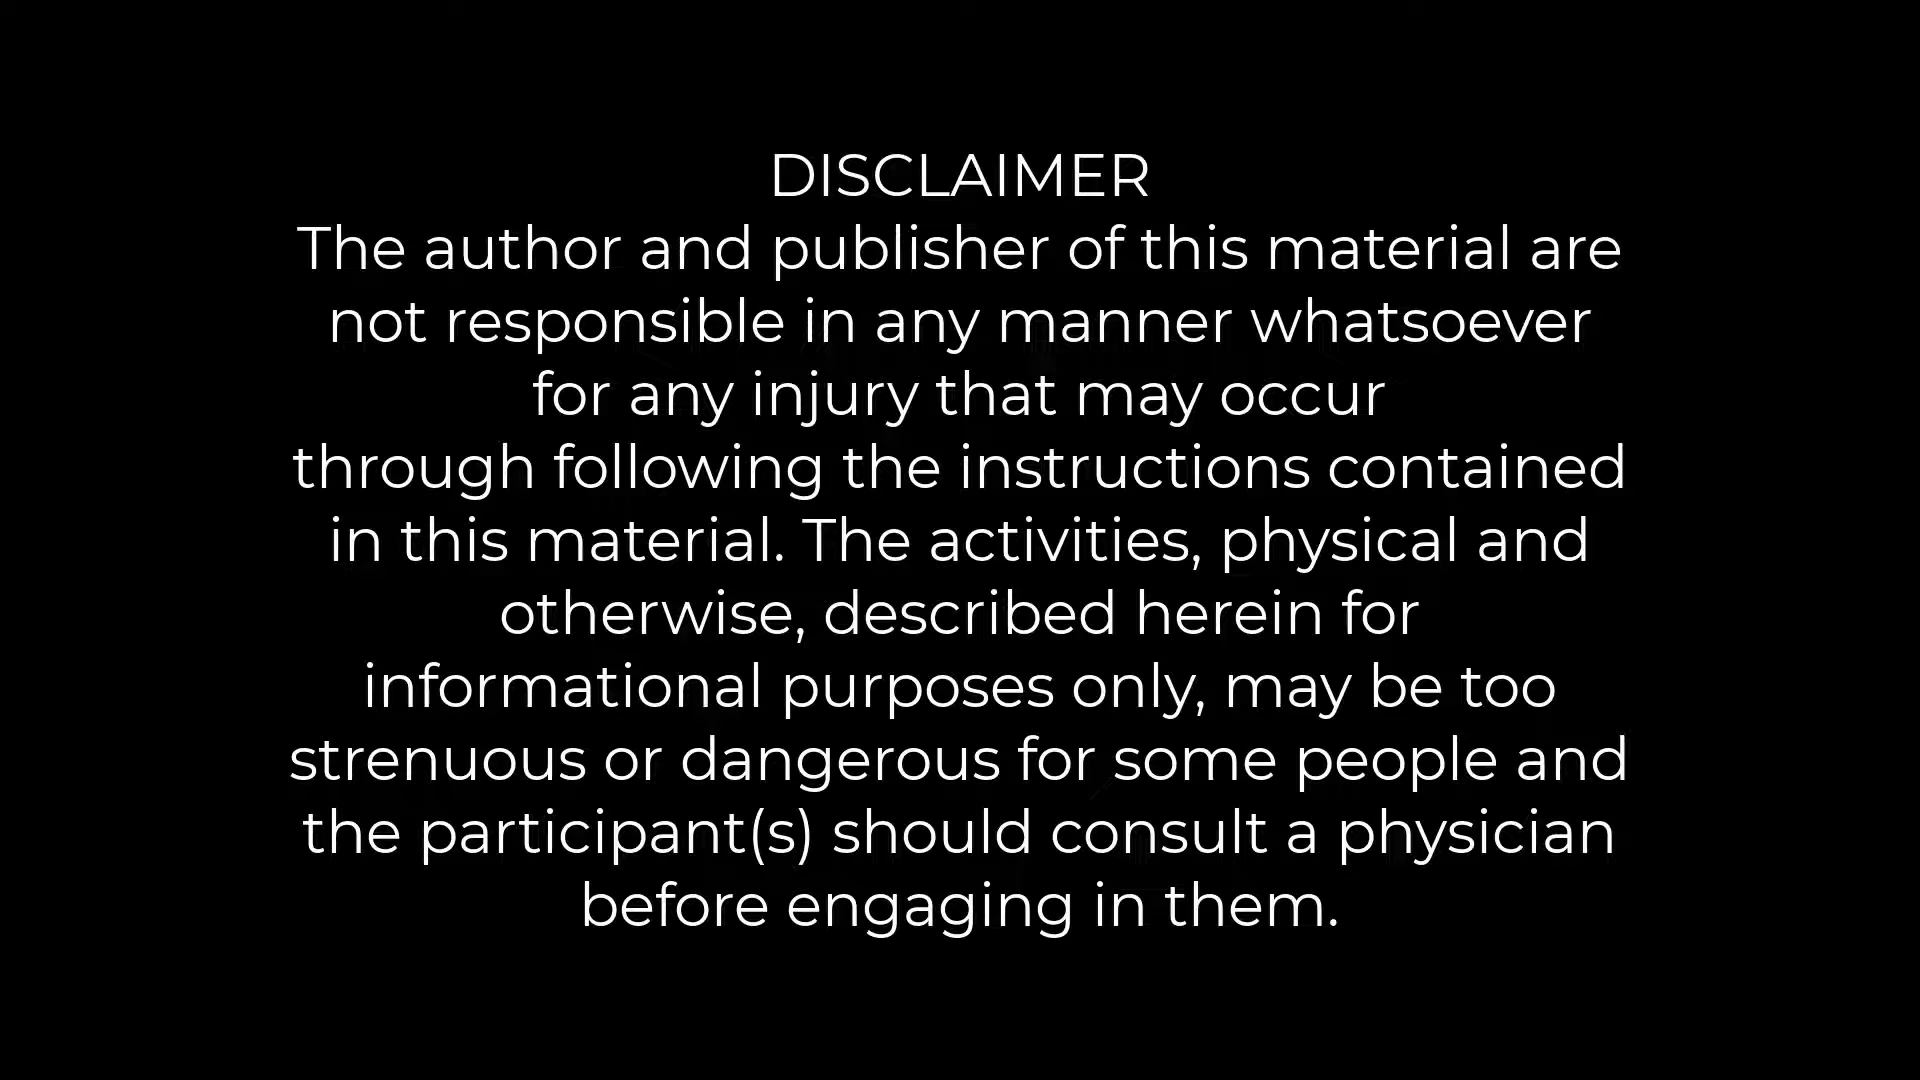 DISCLAIMER
The author and publisher of this material are
not responsible in any manner whatsoever
for any injury that may occur
through following the instructions contained
in this material. The activities, physical and
otherwise, described herein for
informational purposes only, may be too
strenuous or dangerous for some people and
the participant(s) should consult a physician
before engaging in them.